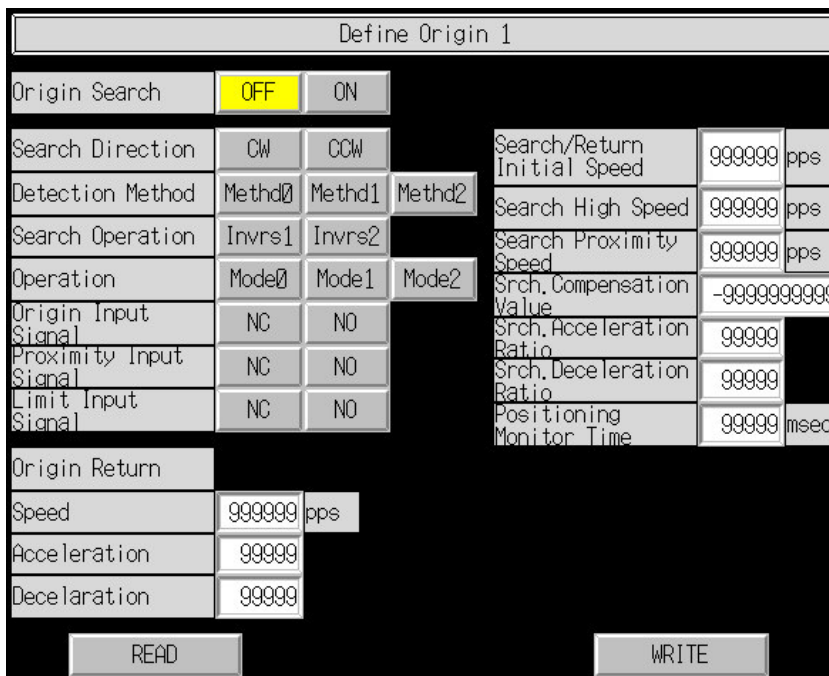 Define Origin 1
Origin Search OFF ON
Search Direction CW CCW
Detection Method Methd0 Methd1 Methd2
Search Operation Invrs1 Invrs2
Operation Mode0 Mode1 Mode2
Origin Input
Signal NC NO
Proximity Input
Signal NC NO
Limit Input
Signal NC NO
Search/Return
Initial Speed 999999 pps
Search High Speed 999999 pps
Search Proximity
Speed 999999 pps
Srch.Compensation
Value -9999999999
Srch.Acceleration
Ratio 99999
Srch.Deceleration
Ratio 99999
Positioning
Monitor Time 99999 msec
Origin Return
Speed 999999 pps
Acceleration 99999
Decelaration 99999
READ WRITE